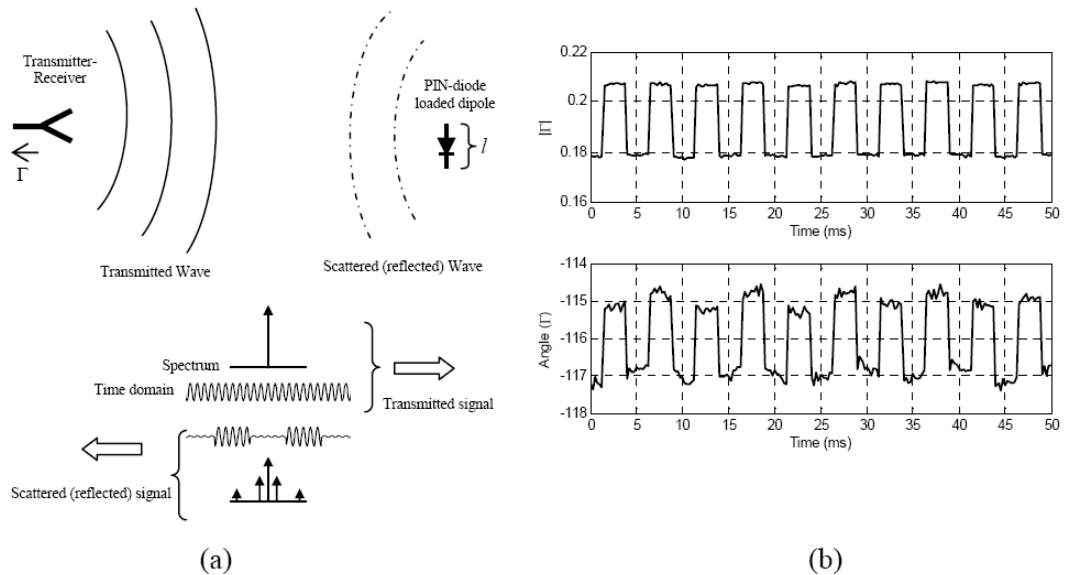 Transmitter-
Receiver
Γ
PIN-diode
loaded dipole
l
Transmitted Wave
Scattered (reflected) Wave
Spectrum
Time domain
Transmitted signal
Scattered (reflected) signal
(a)
0.22
0.2
0.18
0.16
|Γ|
0 5 10 15 20 25 30 35 40 45 50
Time (ms)
-114
-115
-116
-117
-118
Angle (Γ)
0 5 10 15 20 25 30 35 40 45 50
Time (ms)
(b)